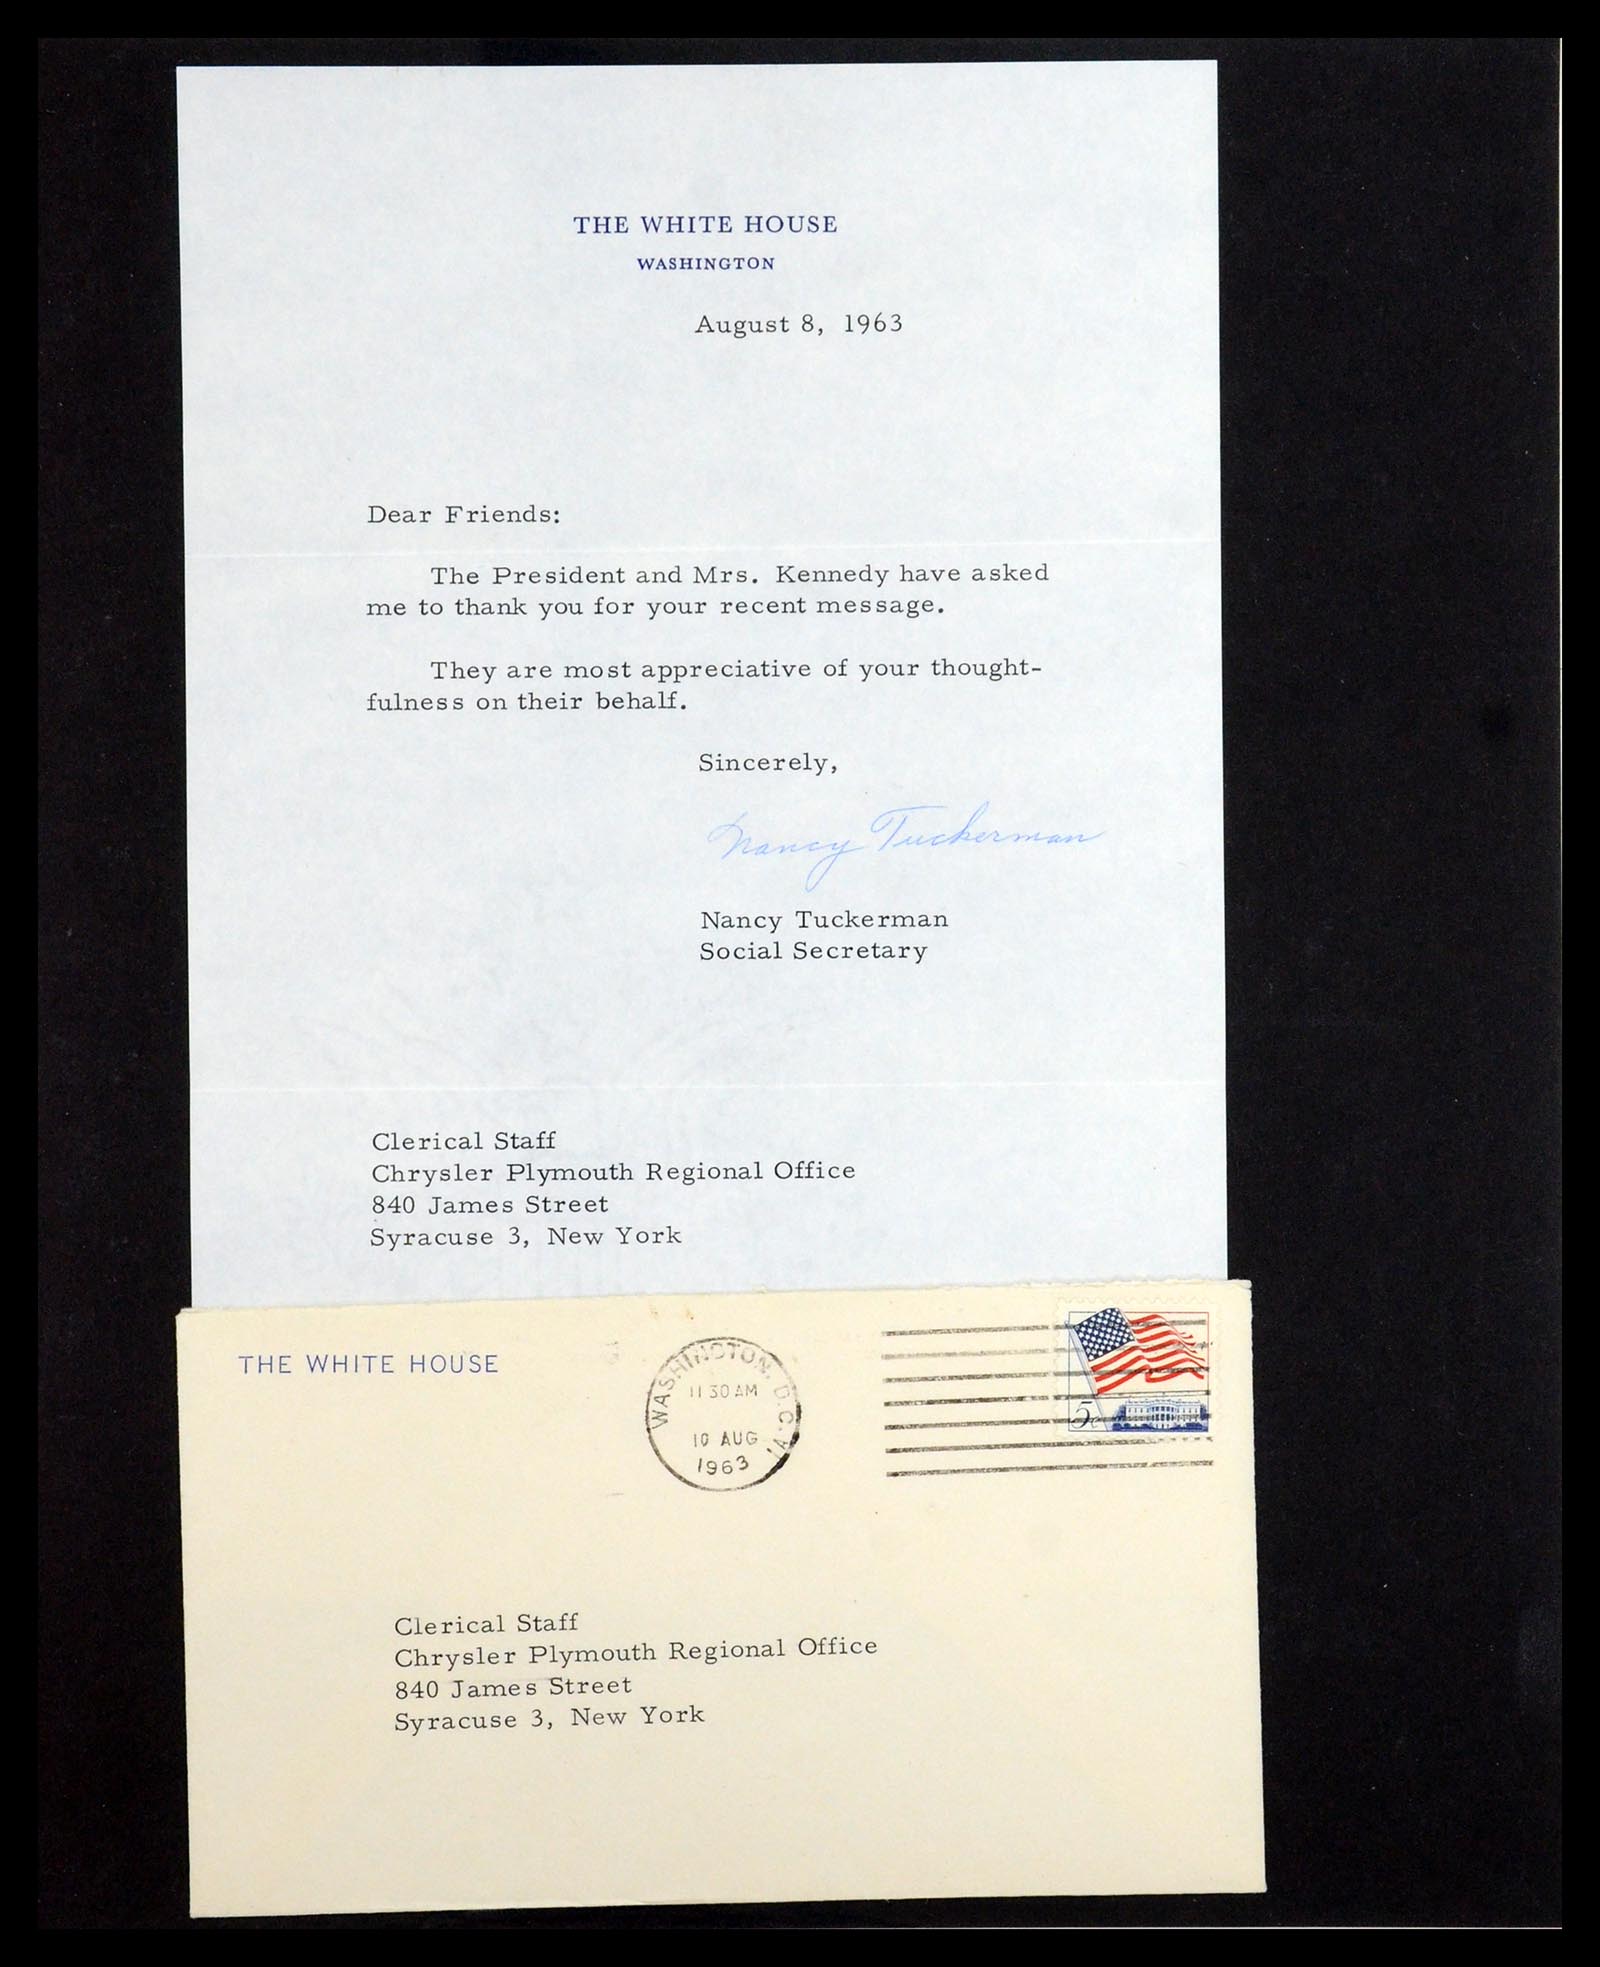 THE WHITE HOUSE
WASHINGTON
August 8, 1963
Dear Friends:
The President and Mrs. Kennedy have asked
me to thank you for your recent message.
They are most appreciative of your thought-
fulness on their behalf.
Sincerely,
Nancy Tuckerman
Nancy Tuckerman
Social Secretary
Clerical Staff
Chrysler Plymouth Regional Office
840 James Street
Syracuse 3, New York
THE WHITE HOUSE
WASHINGTON, D.C.
11 30 AM
10 AUG
1963
5c
Clerical Staff
Chrysler Plymouth Regional Office
840 James Street
Syracuse 3, New York